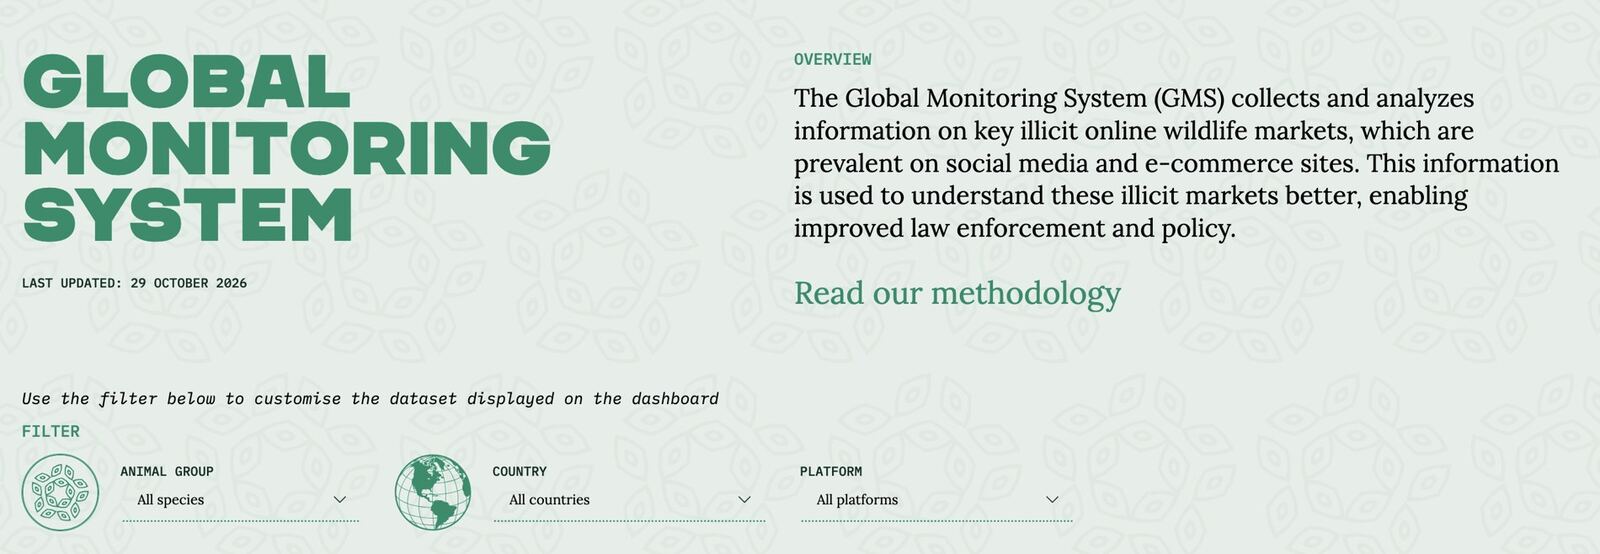 GLOBAL
MONITORING
SYSTEM
LAST UPDATED: 29 OCTOBER 2026
OVERVIEW
The Global Monitoring System (GMS) collects and analyzes
information on key illicit online wildlife markets, which are
prevalent on social media and e-commerce sites. This information
is used to understand these illicit markets better, enabling
improved law enforcement and policy.
Read our methodology
Use the filter below to customise the dataset displayed on the dashboard
FILTER
ANIMAL GROUP
All species
COUNTRY
All countries
PLATFORM
All platforms